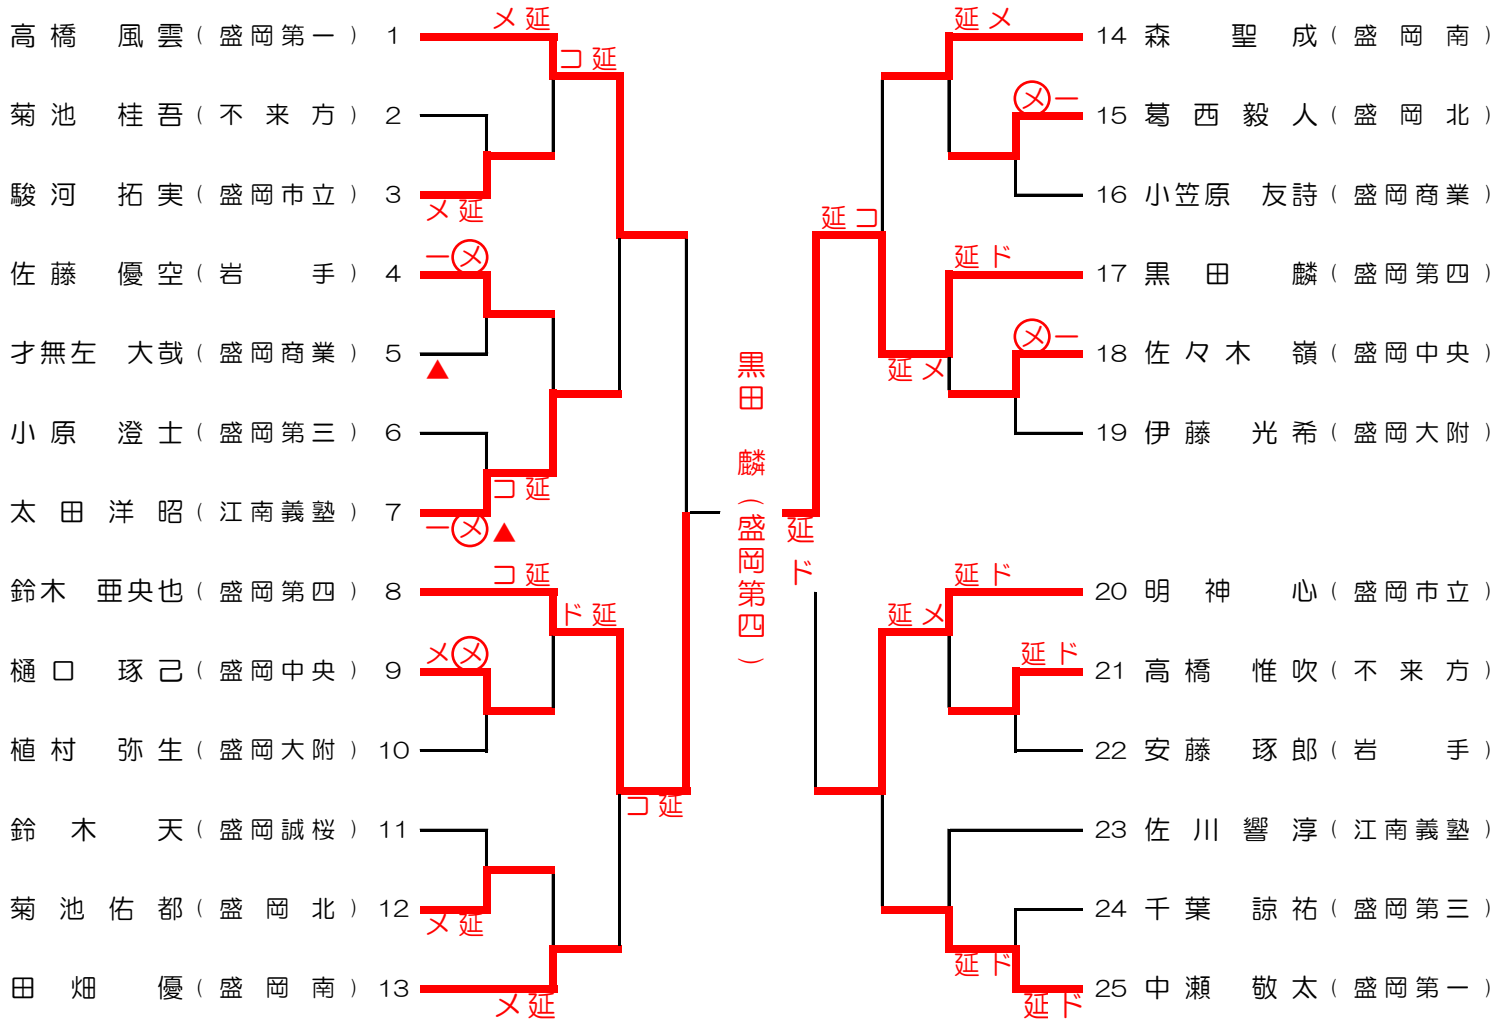 メ 延
高橋 風雲 ( 盛岡第一 ) 1
コ 延
菊池 桂吾 ( 不来方 ) 2
駿河 拓実 ( 盛岡市立 ) 3
メ 延
一 メ
佐藤 優空 ( 岩手 ) 4
才無左 大哉 ( 盛岡商業 ) 5
▲
小原 澄士 ( 盛岡第三 ) 6
コ 延
太田洋昭 ( 江南義塾 ) 7
一 メ ▲
コ 延
鈴木 亜央也 ( 盛岡第四 ) 8
ド 延
メ メ
樋口 琢己 ( 盛岡中央 ) 9
植村 弥生 ( 盛岡大附 ) 10
コ 延
鈴木 天 ( 盛岡誠桜 ) 11
菊池佑都 ( 盛岡北 ) 12
メ 延
田畑 優 ( 盛岡南 ) 13
メ 延
黒田 麟 (盛岡第四)
延 ド
延 メ
14 森 聖成 ( 盛岡南 )
メ 一
15 葛西毅人 ( 盛岡北 )
16 小笠原 友詩 ( 盛岡商業 )
延 コ
延 ド
17 黒田 麟 ( 盛岡第四 )
メ 一
18 佐々木 嶺 ( 盛岡中央 )
延 メ
19 伊藤 光希 ( 盛岡大附 )
延 ド
20 明神 心 ( 盛岡市立 )
延 メ
延 ド
21 高橋 惟吹 ( 不来方 )
22 安藤 琢郎 ( 岩手 )
23 佐川響淳 ( 江南義塾 )
24 千葉 諒祐 ( 盛岡第三 )
延 ド
25 中瀬 敬太 ( 盛岡第一 )
延 ド